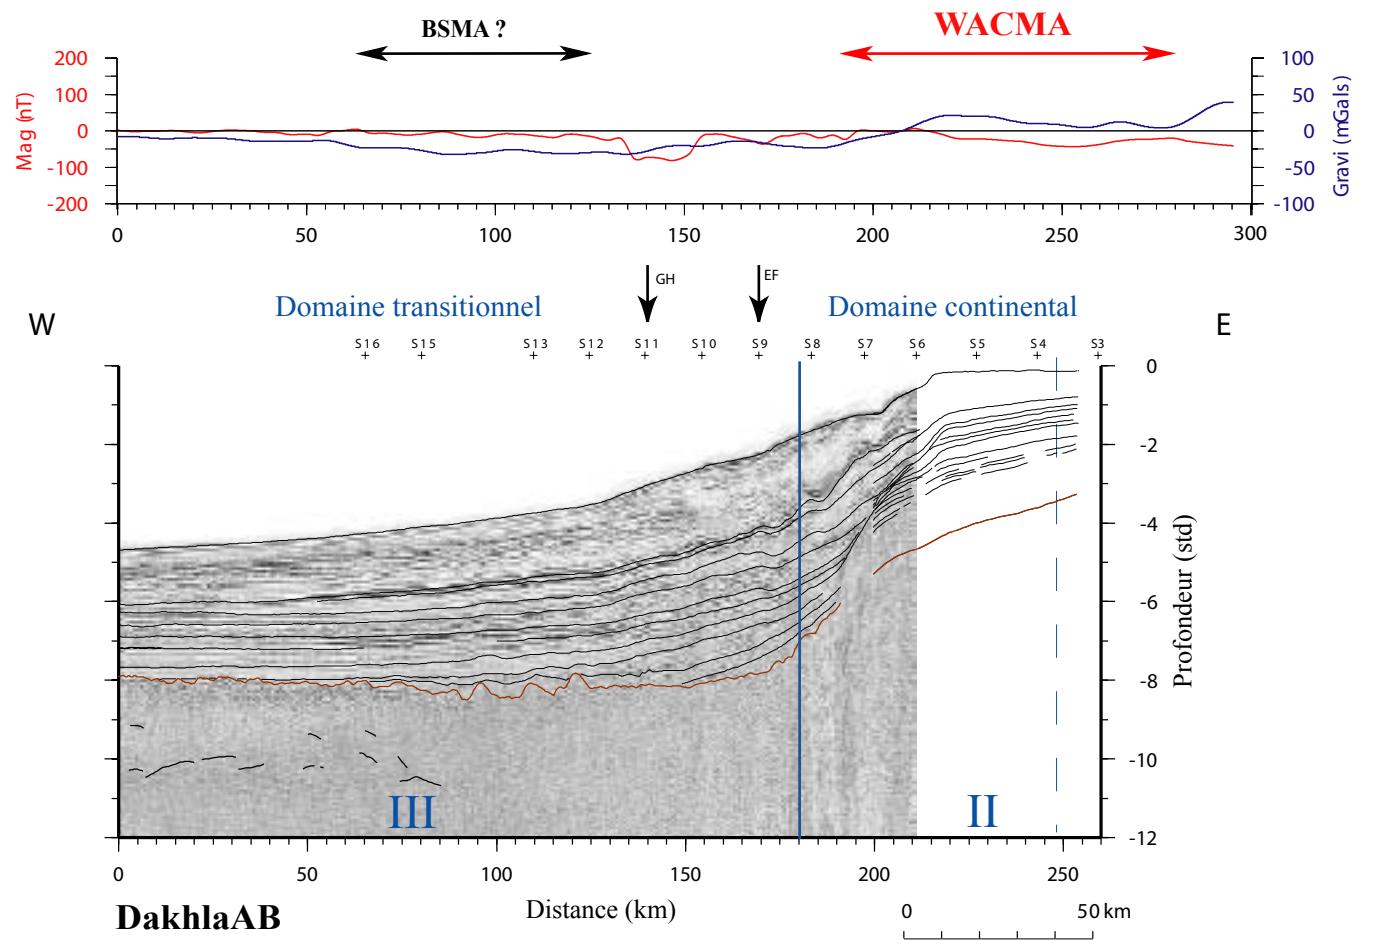 BSMA ?
WACMA
200
100
0
-100
-200
Mag (nT)
100
50
0
-50
-100
Gravi (mGals)
0 50 100 150 200 250 300
GH
EF
Domaine transitionnel
Domaine continental
W
E
S16 S15 S13 S12 S11 S10 S9 S8 S7 S6 S5 S4 S3
0
-2
-4
-6
-8
-10
-12
Profondeur (std)
III
II
0 50 100 150 200 250
Distance (km)
DakhlaAB
0 50 km